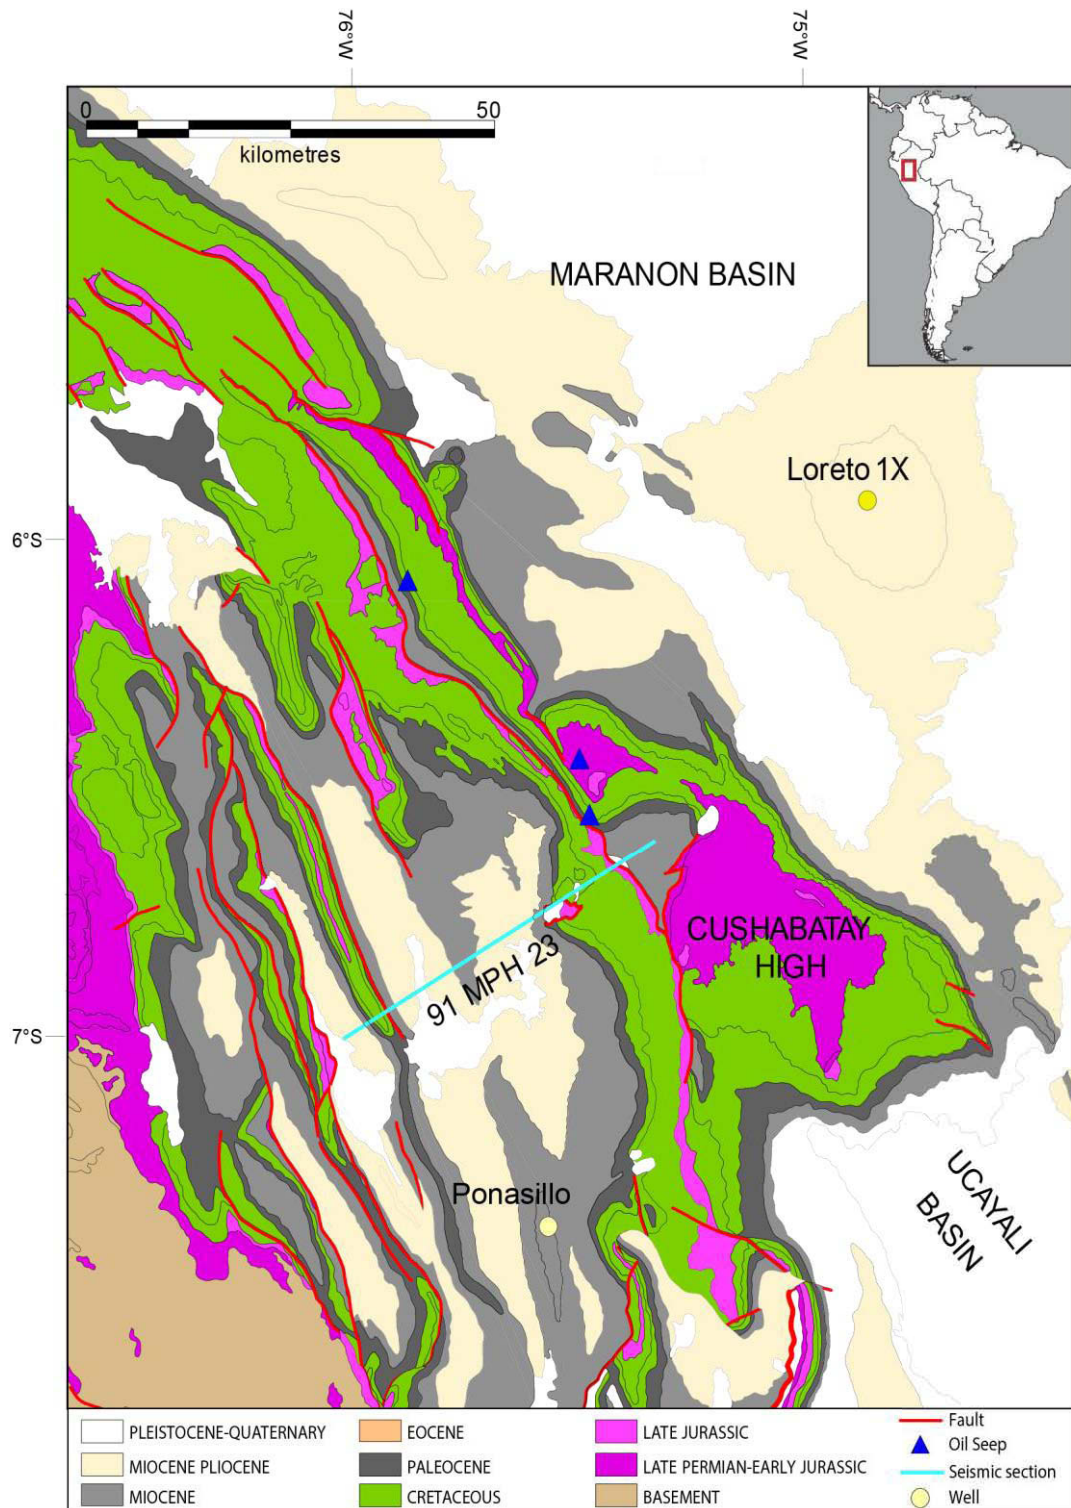 76°W
75°W
0 50
kilometres
MARANON BASIN
Loreto 1X
6°S
CUSHABATAY
HIGH
91 MPH 23
7°S
Ponasillo
UCAYALI
BASIN
PLEISTOCENE-QUATERNARY
MIOCENE PLIOCENE
MIOCENE
EOCENE
PALEOCENE
CRETACEOUS
LATE JURASSIC
LATE PERMIAN-EARLY JURASSIC
BASEMENT
Fault
Oil Seep
Seismic section
Well